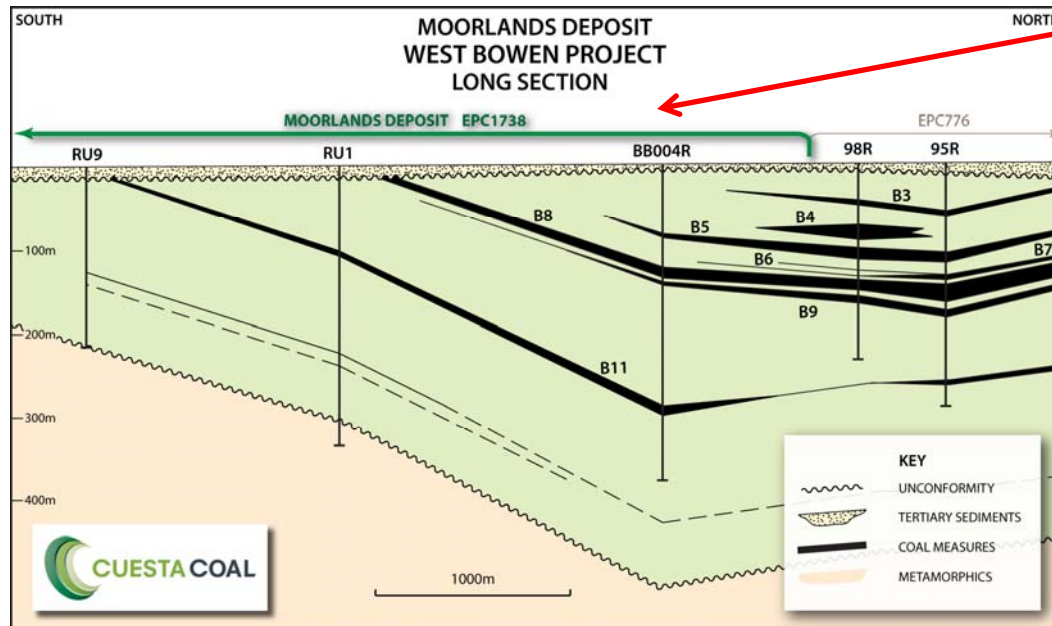 SOUTH
MOORLANDS DEPOSIT
NORTH
WEST BOWEN PROJECT
LONG SECTION
MOORLANDS DEPOSIT EPC1738
EPC776
RU9
RU1
BB004R
98R
95R
B3
B8
B5
B4
B7
100m
B6
B9
200m
B11
300m
400m
KEY
UNCONFORMITY
TERTIARY SEDIMENTS
COAL MEASURES
METAMORPHICS
CUESTA COAL
1000m